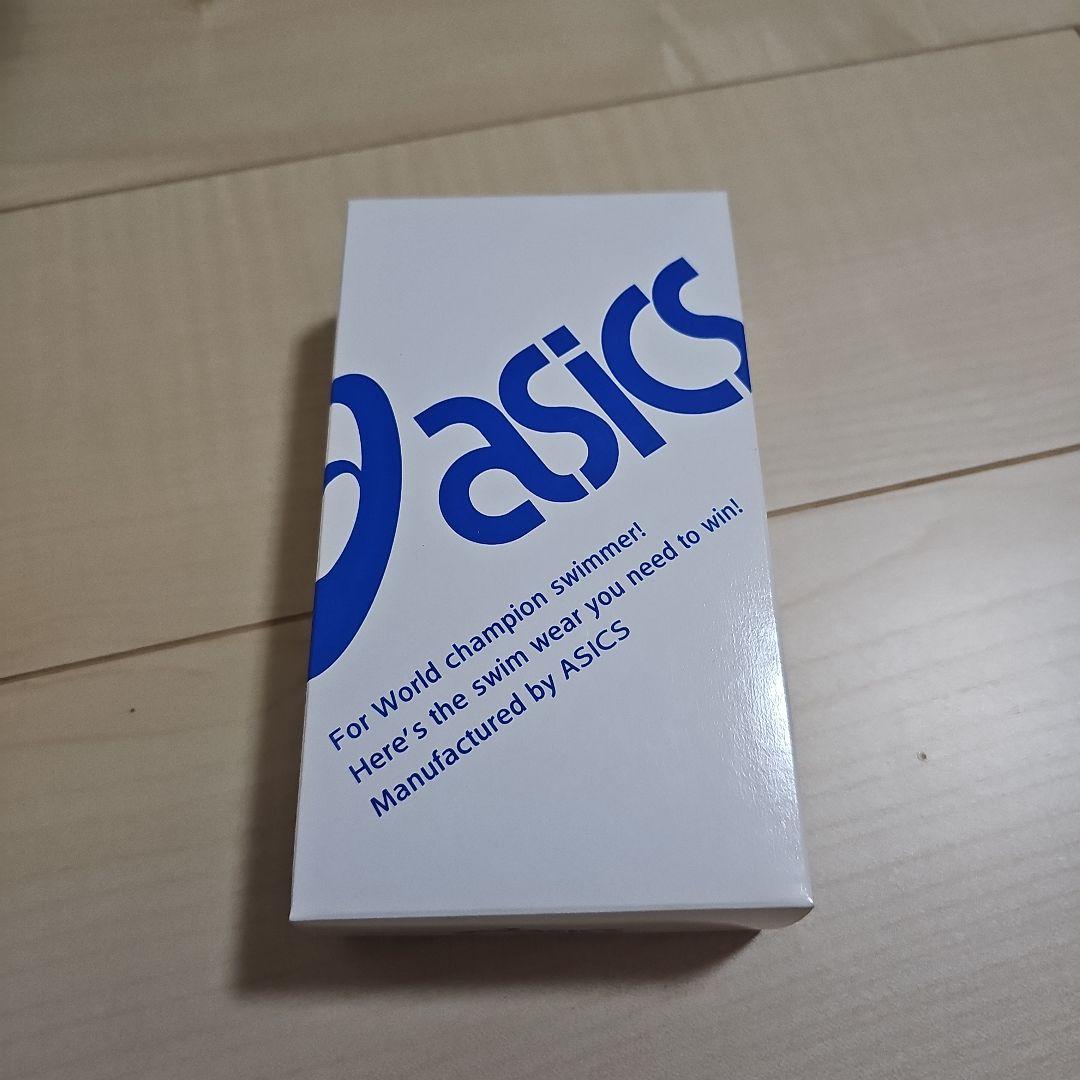 asics
For World champion swimmer!
Here's the swim wear you need to win!
Manufactured by ASICS